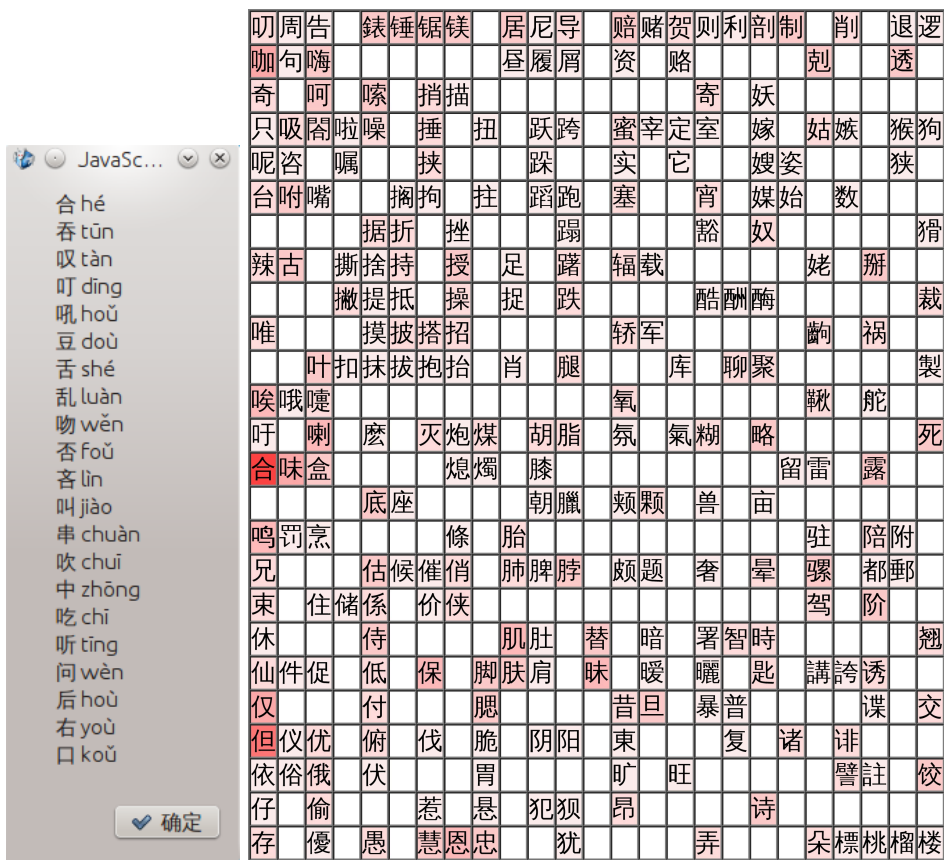 JavaSc...
合 hé
吞 tūn
叹 tàn
叮 dīng
吼 hoǔ
豆 doù
舌 shé
乱 luàn
吻 wěn
否 foǔ
吝 lìn
叫 jiào
串 chuàn
吹 chuī
中 zhōng
吃 chī
听 tīng
问 wèn
后 hoù
右 yoù
口 koǔ
确定
叨 周 告 錶 锤 锯 镁 居 尼 导 赔 赌 贺 则 利 剖 制 削 退 逻
咖 句 嗨 昼 履 屑 资 赂 剋 透
奇 呵 嗦 捎 描 寄 妖
只 吸 閤 啦 噪 捶 扭 跃 跨 蜜 宰 定 室 嫁 姑 嫉 猴 狗
呢 咨 嘱 挟 跺 实 它 嫂 姿 狭
台 咐 嘴 搁 拘 拄 蹈 跑 塞 宵 媒 始 数
据 折 挫 蹋 豁 奴 猾
辣 古 撕 捨 持 授 足 躇 辐 载 姥 掰
撇 提 抵 操 捉 跌 酷 酬 酶 裁
唯 摸 披 搭 招 轿 军 齣 祸
叶 扣 抹 拔 抱 抬 肖 腿 库 聊 聚 製
唉 哦 嚏 氧 鞦 舵
吁 喇 麽 灭 炮 煤 胡 脂 氛 氣 糊 略 死
合 味 盒 熄 燭 膝 留 雷 露
底 座 朝 臘 颊 颗 兽 亩
鸣 罚 烹 條 胎 驻 陪 附
兄 估 候 催 俏 肺 脾 脖 颇 题 奢 晕 骡 都 郵
束 住 储 係 价 侠 驾 阶
休 侍 肌 肚 替 暗 署 智 時 翘
仙 件 促 低 保 脚 肤 肩 昧 暧 曬 匙 講 誇 诱
仅 付 腮 昔 旦 暴 普 谍 交
但 仪 优 俯 伐 脆 阴 阳 東 复 诸 诽
依 俗 俄 伏 胃 旷 旺 譬 註 饺
仔 偷 惹 悬 犯 狈 昂 诗
存 優 愚 慧 恩 忠 犹 弄 朵 標 桃 榴 楼